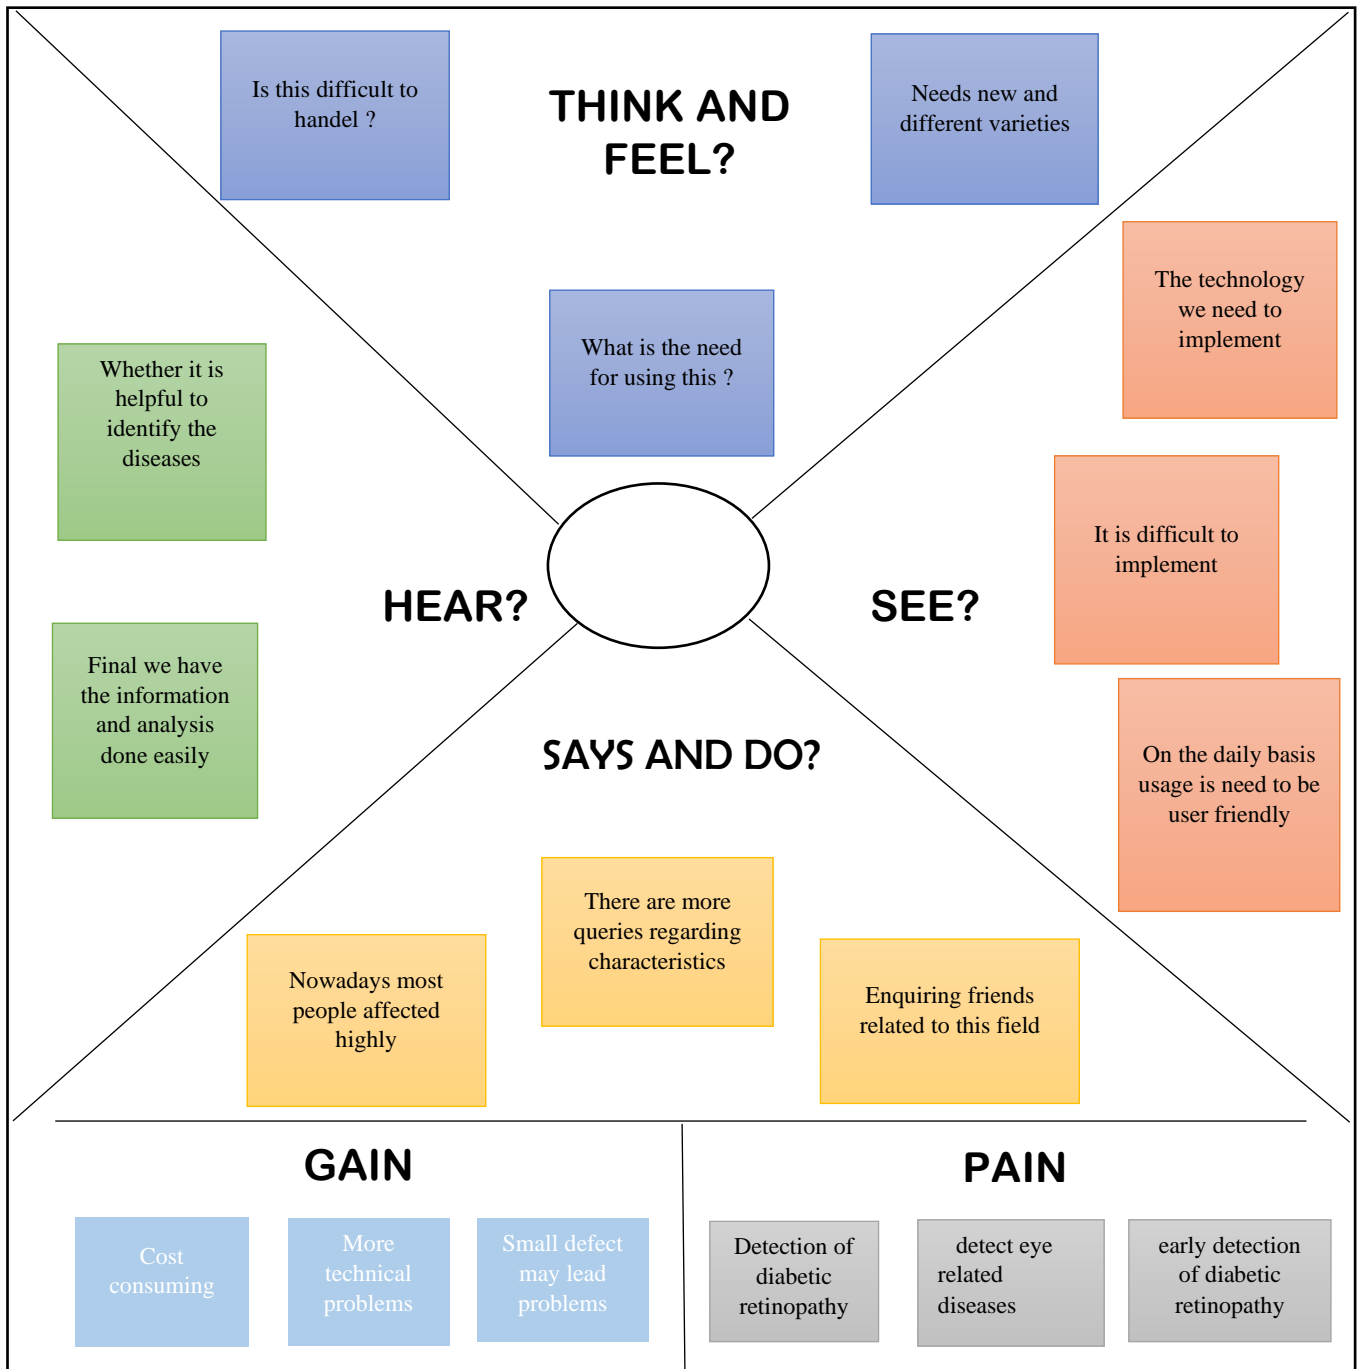 Is this difficult to
handel ?
THINK AND
FEEL?
Needs new and
different varieties
What is the need
for using this ?
The technology
we need to
implement
Whether it is
helpful to
identify the
diseases
It is difficult to
implement
HEAR?
SEE?
Final we have
the information
and analysis
done easily
On the daily basis
usage is need to be
user friendly
SAYS AND DO?
There are more
queries regarding
characteristics
Nowadays most
people affected
highly
Enquiring friends
related to this field
GAIN
Cost
consuming
More
technical
problems
Small defect
may lead
problems
PAIN
Detection of
diabetic
retinopathy
detect eye
related
diseases
early detection
of diabetic
retinopathy